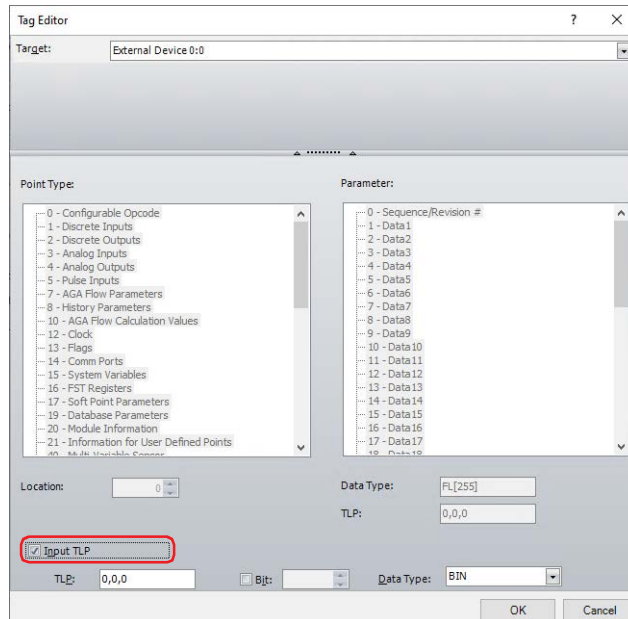 Tag Editor ? ×
Target: External Device 0:0
Point Type: Parameter:
0 - Configurable Opcode
1 - Discrete Inputs
2 - Discrete Outputs
3 - Analog Inputs
4 - Analog Outputs
5 - Pulse Inputs
7 - AGA Flow Parameters
8 - History Parameters
10 - AGA Flow Calculation Values
12 - Clock
13 - Flags
14 - Comm Ports
15 - System Variables
16 - FST Registers
17 - Soft Point Parameters
19 - Database Parameters
20 - Module Information
21 - Information for User Defined Points
40 - Multi Variable Sensor
0 - Sequence/Revision #
1 - Data1
2 - Data2
3 - Data3
4 - Data4
5 - Data5
6 - Data6
7 - Data7
8 - Data8
9 - Data9
10 - Data10
11 - Data11
12 - Data12
13 - Data13
14 - Data14
15 - Data15
16 - Data16
17 - Data17
18 - Data18
Location: 0
Data Type: FL[255]
TLP: 0,0,0
Input TLP
TLP: 0,0,0 Bit: Data Type: BIN
OK Cancel